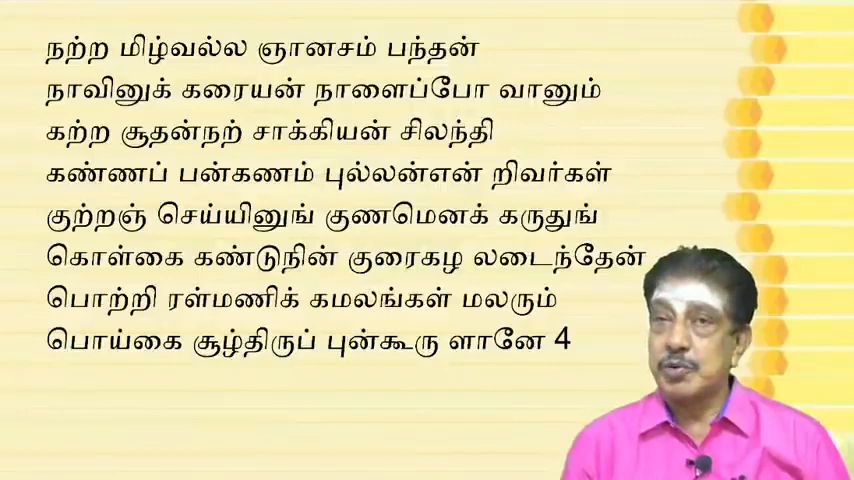 நற்ற மிழ்வல்ல ஞானசம் பந்தன்
நாவினுக் கரையன் நாளைப்போ வானும்
கற்ற சூதன்நற் சாக்கியன் சிலந்தி
கண்ணப் பன்கணம் புல்லன்என் றிவர்கள்
குற்றஞ் செய்யினுங் குணமெனக் கருதுங்
கொள்கை கண்டுநின் குரைகழ லடைந்தேன்
பொற்றி ரள்மணிக் கமலங்கள் மலரும்
பொய்கை சூழ்திருப் புன்கூரு ளானே 4